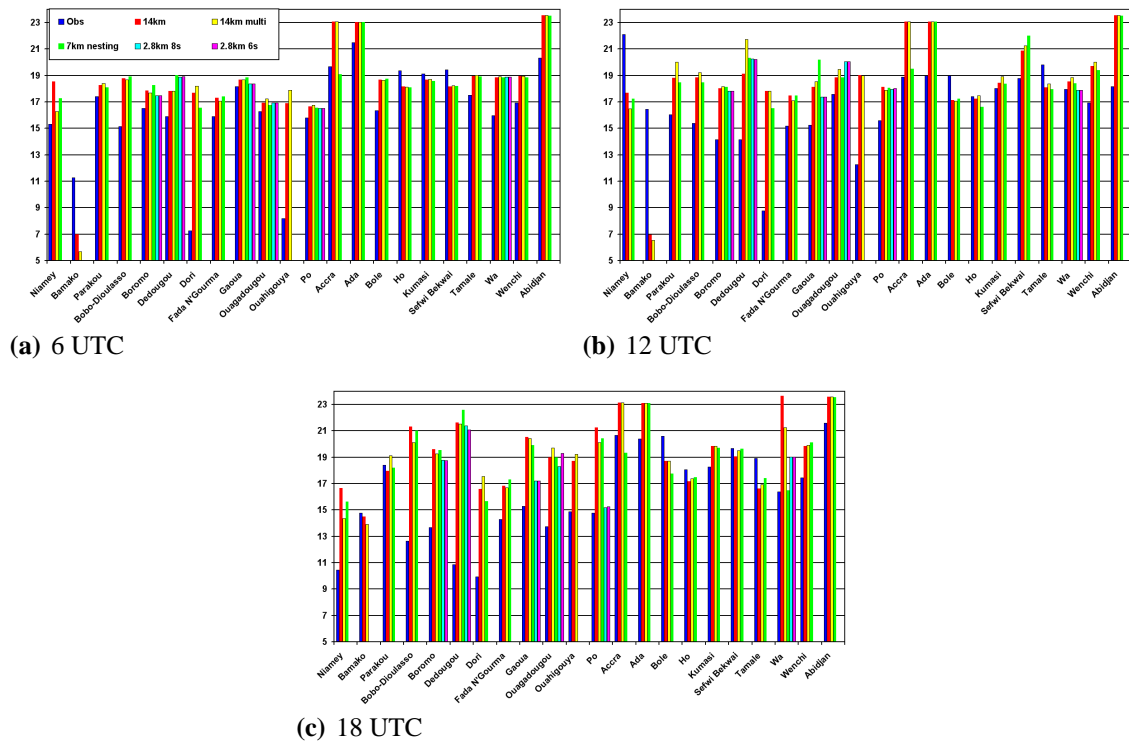 Obs 14km 14km multi
7km nesting 2.8km 8s 2.8km 6s
23
21
19
17
15
13
11
9
7
5
Niamey
Bamako
Parakou
Bobo-Dioulasso
Boromo
Dedougou
Dori
Fada N'Gourma
Gaoua
Ouagadougou
Ouahigouya
Po
Accra
Ada
Bole
Ho
Kumasi
Sefwi Bekwai
Tamale
Wa
Wenchi
Abidjan
(a) 6 UTC
23
21
19
17
15
13
11
9
7
5
Niamey
Bamako
Parakou
Bobo-Dioulasso
Boromo
Dedougou
Dori
Fada N'Gourma
Gaoua
Ouagadougou
Ouahigouya
Po
Accra
Ada
Bole
Ho
Kumasi
Sefwi Bekwai
Tamale
Wa
Wenchi
Abidjan
(b) 12 UTC
23
21
19
17
15
13
11
9
7
5
Niamey
Bamako
Parakou
Bobo-Dioulasso
Boromo
Dedougou
Dori
Fada N'Gourma
Gaoua
Ouagadougou
Ouahigouya
Po
Accra
Ada
Bole
Ho
Kumasi
Sefwi Bekwai
Tamale
Wa
Wenchi
Abidjan
(c) 18 UTC